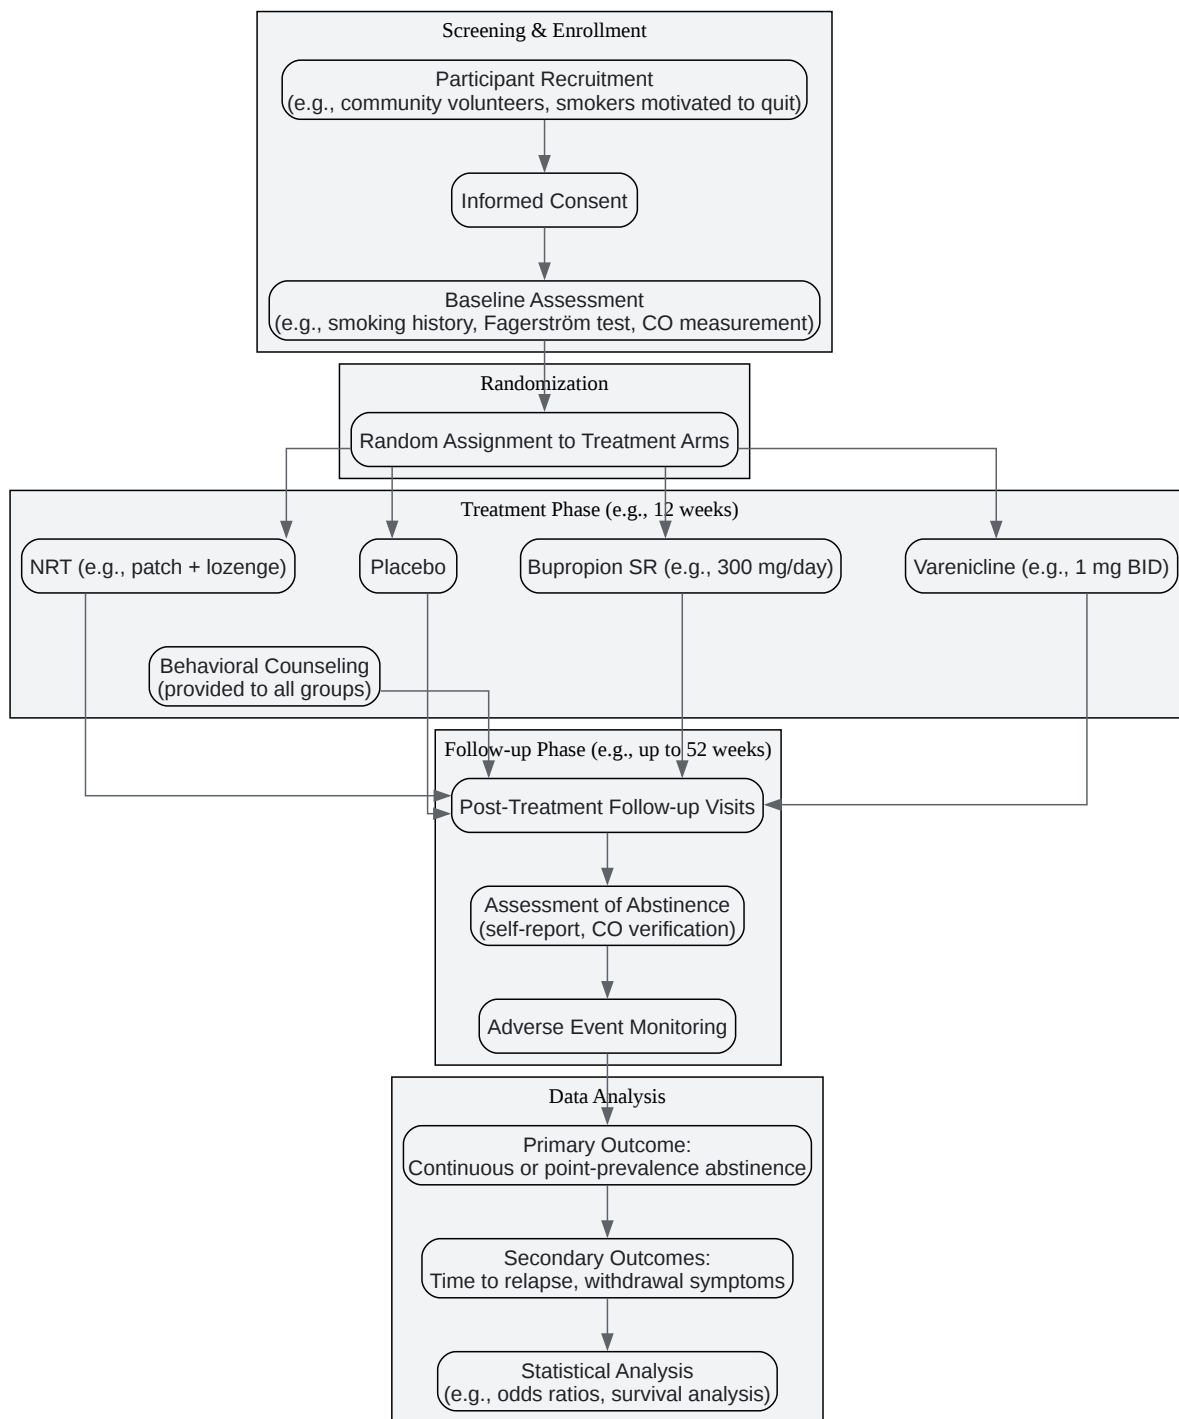 Screening & Enrollment
Participant Recruitment
(e.g., community volunteers, smokers motivated to quit)
Informed Consent
Baseline Assessment
(e.g., smoking history, Fagerström test, CO measurement)
Randomization
Random Assignment to Treatment Arms
Treatment Phase (e.g., 12 weeks)
NRT (e.g., patch + lozenge)
Placebo
Bupropion SR (e.g., 300 mg/day)
Varenicline (e.g., 1 mg BID)
Behavioral Counseling
(provided to all groups)
Follow-up Phase (e.g., up to 52 weeks)
Post-Treatment Follow-up Visits
Assessment of Abstinence
(self-report, CO verification)
Adverse Event Monitoring
Data Analysis
Primary Outcome:
Continuous or point-prevalence abstinence
Secondary Outcomes:
Time to relapse, withdrawal symptoms
Statistical Analysis
(e.g., odds ratios, survival analysis)